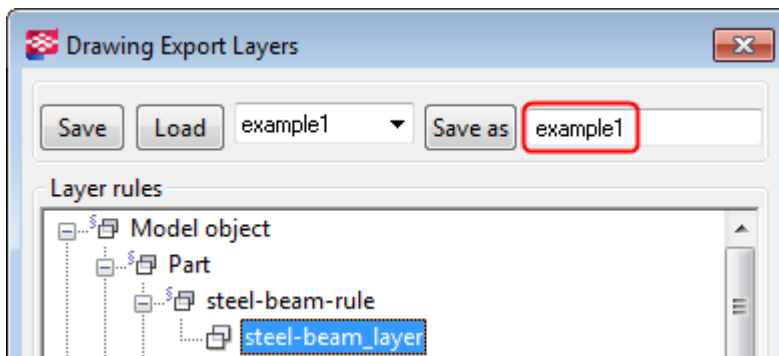 Drawing Export Layers
Save Load example1 Save as example1
Layer rules
Model object
Part
steel-beam-rule
steel-beam_layer